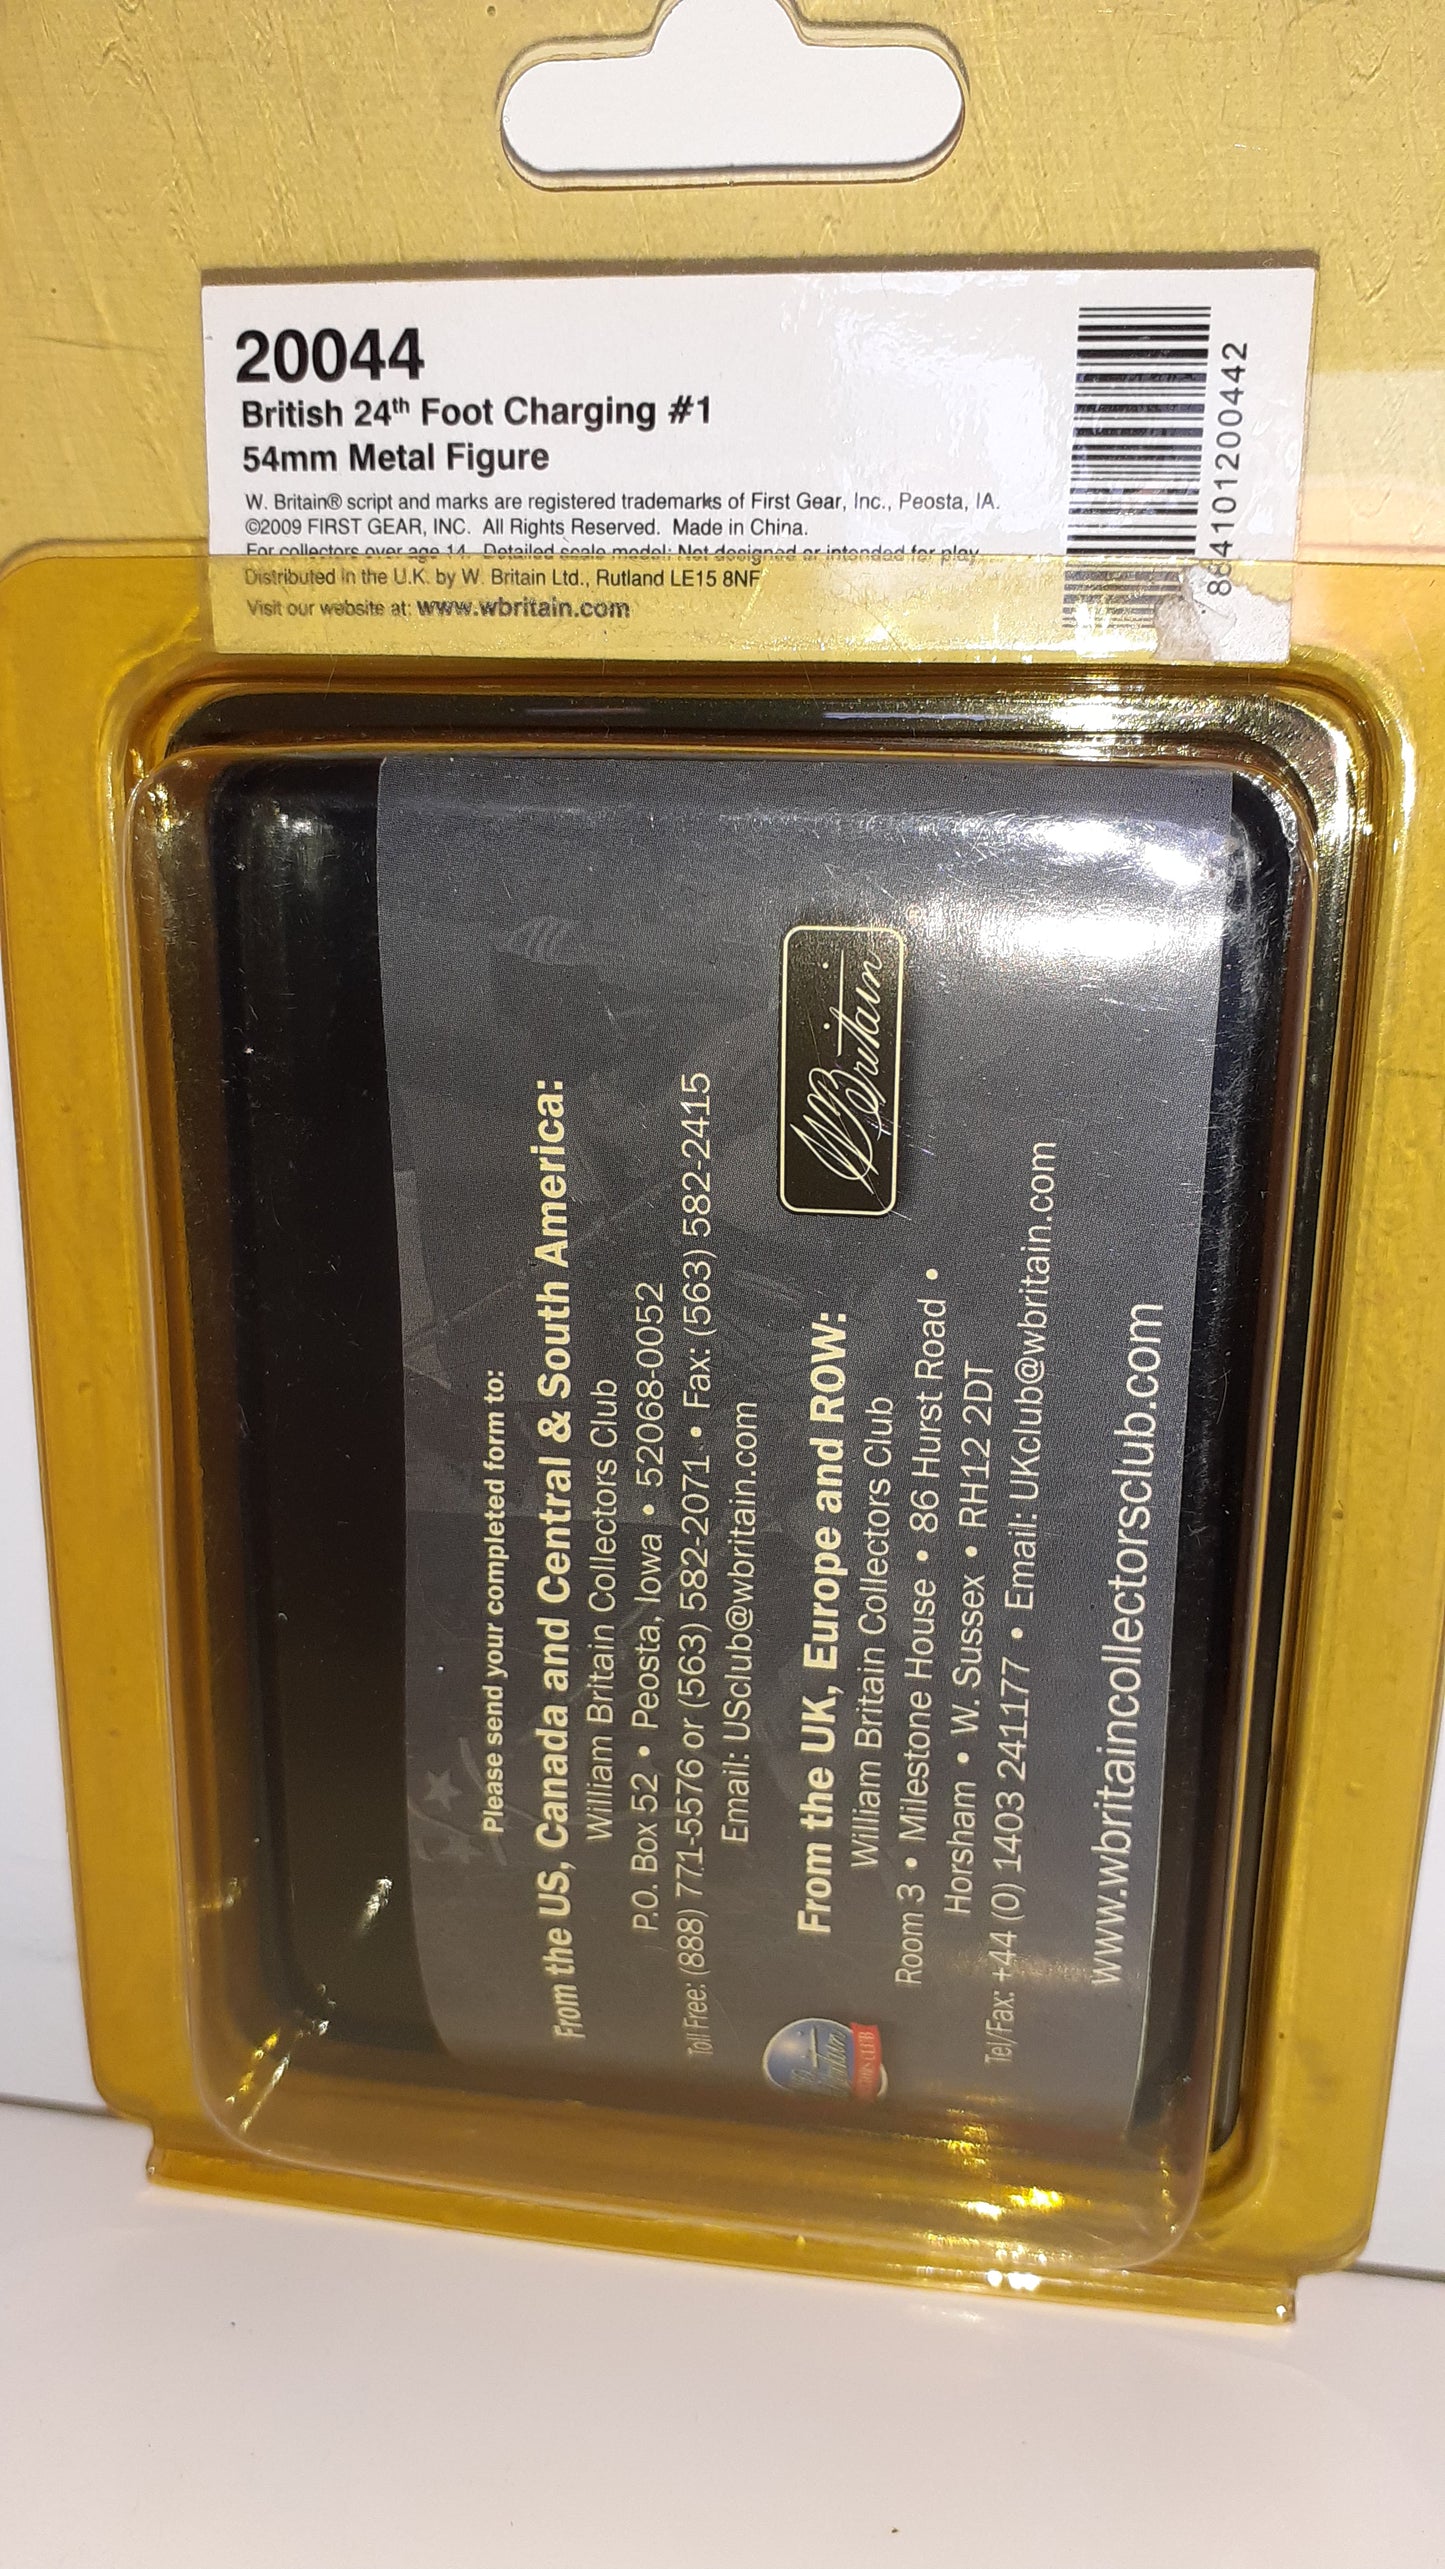 20044
British 24th Foot Charging #1
54mm Metal Figure
W. Britain® script and marks are registered trademarks of First Gear, Inc., Peosta, IA.
©2009 FIRST GEAR, INC. All Rights Reserved. Made in China.
For collectors over age 14. Detailed scale model: Not designed or intended for play.
Distributed in the U.K. by W. Britain Ltd., Rutland LE15 8NF
Visit our website at: www.wbritain.com
884101200442
Please send your completed form to:
From the US, Canada and Central & South America:
William Britain Collectors Club
P.O. Box 52 • Peosta, Iowa • 52068-0052
Toll Free: (888) 771-5576 or (563) 582-2071 • Fax: (563) 582-2415
Email: USclub@wbritain.com
W Britain
From the UK, Europe and ROW:
William Britain Collectors Club
Room 3 • Milestone House • 86 Hurst Road •
Horsham • W. Sussex • RH12 2DT
Tel/Fax: +44 (0) 1403 241177 • Email: UKclub@wbritain.com
www.wbritaincollectorsclub.com